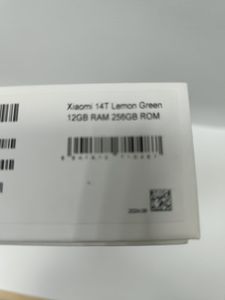 Xiaomi 14T Lemon Green
12GB RAM 256GB ROM